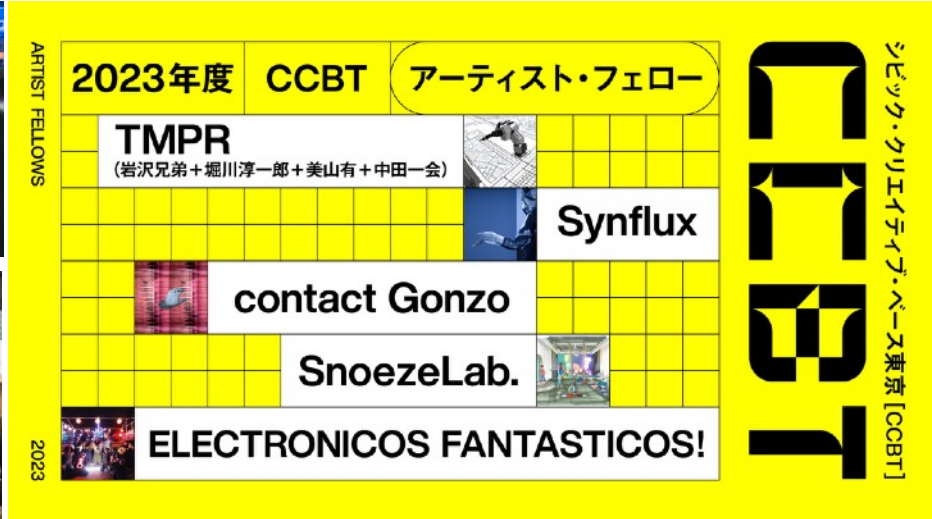 ARTIST FELLOWS
2023
2023年度
CCBT
アーティスト・フェロー
TMPR
（岩沢兄弟＋堀川淳一郎＋美山有＋中田一会）
Synflux
contact Gonzo
SnoezeLab.
ELECTRONICOS FANTASTICOS!
CCBT
シビック・クリエイティブ・ベース東京 [CCBT]